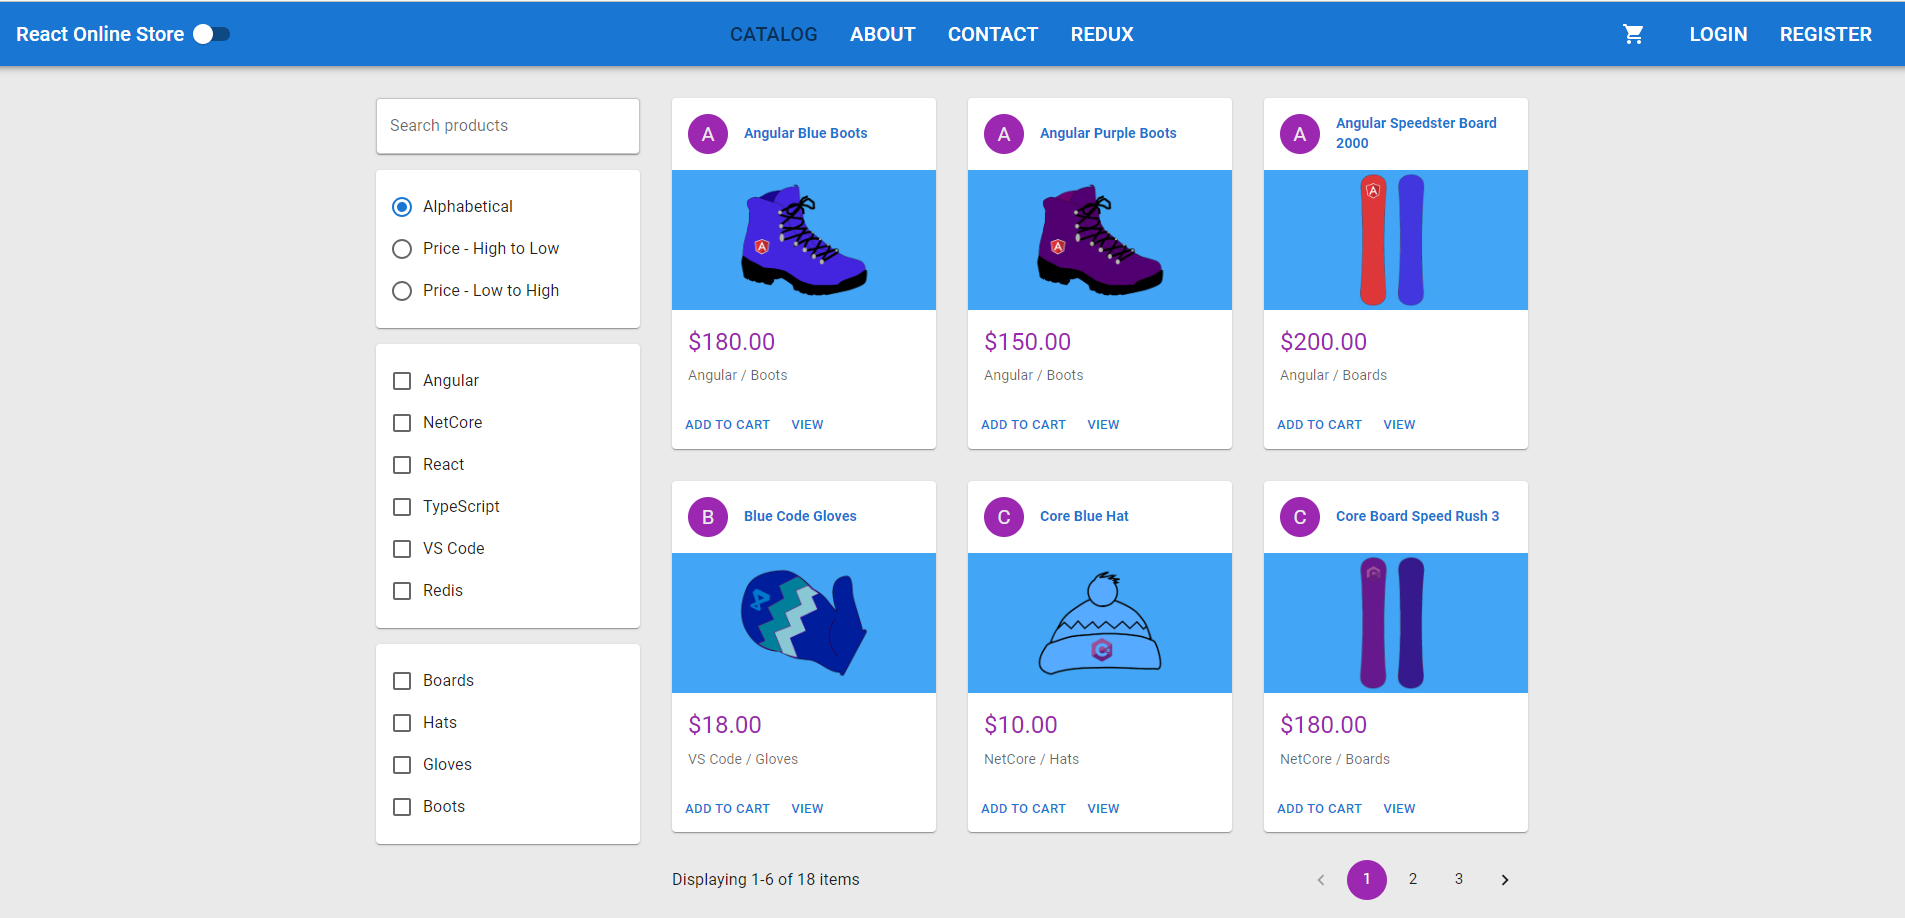 React Online Store
CATALOG ABOUT CONTACT REDUX
LOGIN REGISTER
Search products
Alphabetical
Price - High to Low
Price - Low to High
Angular
NetCore
React
TypeScript
VS Code
Redis
Boards
Hats
Gloves
Boots
A
Angular Blue Boots
A
$180.00
Angular / Boots
ADD TO CART VIEW
A
Angular Purple Boots
A
$150.00
Angular / Boots
ADD TO CART VIEW
A
Angular Speedster Board
2000
A
$200.00
Angular / Boards
ADD TO CART VIEW
B
Blue Code Gloves
$18.00
VS Code / Gloves
ADD TO CART VIEW
C
Core Blue Hat
C
$10.00
NetCore / Hats
ADD TO CART VIEW
C
Core Board Speed Rush 3
$180.00
NetCore / Boards
ADD TO CART VIEW
Displaying 1-6 of 18 items
1 2 3